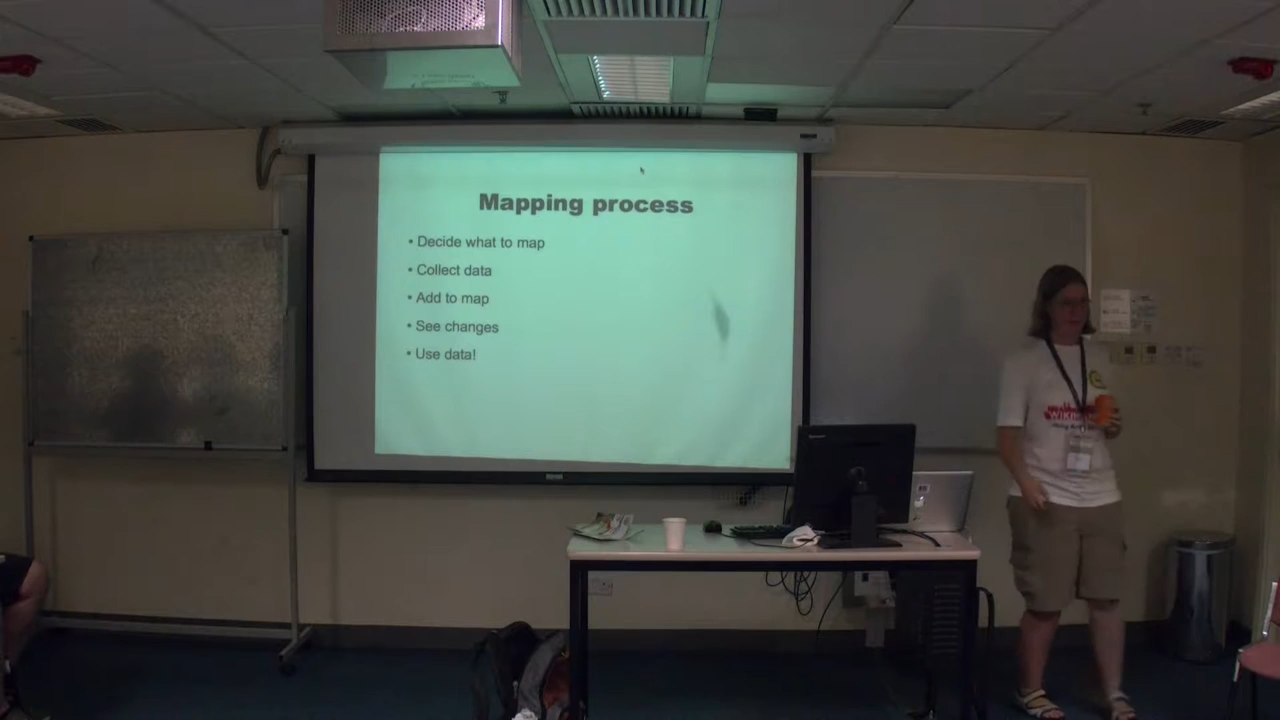 Mapping process
• Decide what to map
• Collect data
• Add to map
• See changes
• Use data!